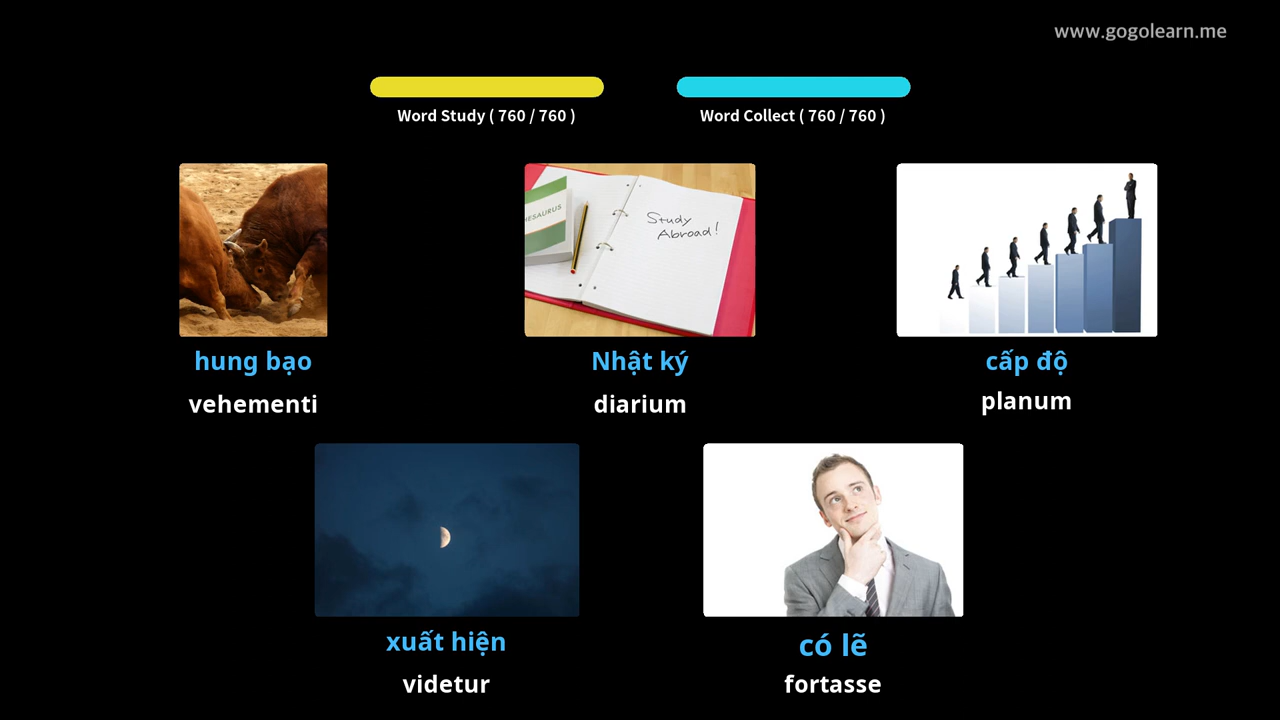 www.gogolearn.me
Word Study ( 760 / 760 )
Word Collect ( 760 / 760 )
HESAURUS
Study
Abroad!
hung bạo
Nhật ký
cấp độ
vehementi
diarium
planum
xuất hiện
có lẽ
videtur
fortasse